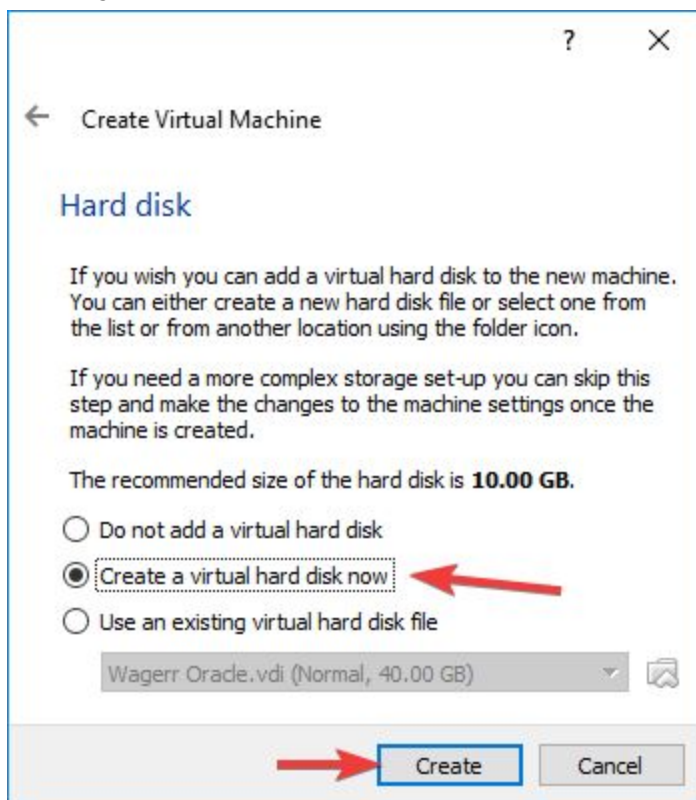 ?
Create Virtual Machine
Hard disk
If you wish you can add a virtual hard disk to the new machine.
You can either create a new hard disk file or select one from
the list or from another location using the folder icon.
If you need a more complex storage set-up you can skip this
step and make the changes to the machine settings once the
machine is created.
The recommended size of the hard disk is 10.00 GB.
Do not add a virtual hard disk
Create a virtual hard disk now
Use an existing virtual hard disk file
Wagerr Oracle.vdi (Normal, 40.00 GB)
Create Cancel